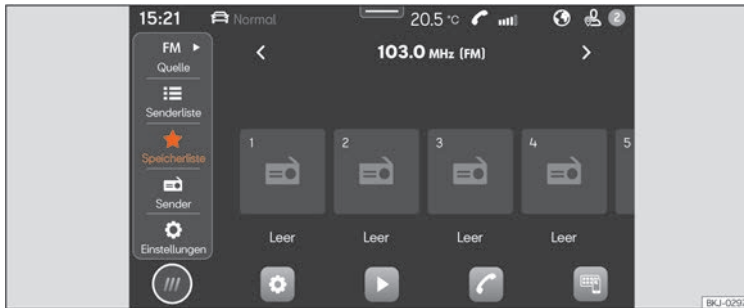 15:21 Normal 20.5 °C 2
FM
Quelle
103.0 MHz (FM)
Senderliste
Speicherliste
1 2 3 4 5
Sender
Einstellungen
Leer Leer Leer Leer
BKJ-0297